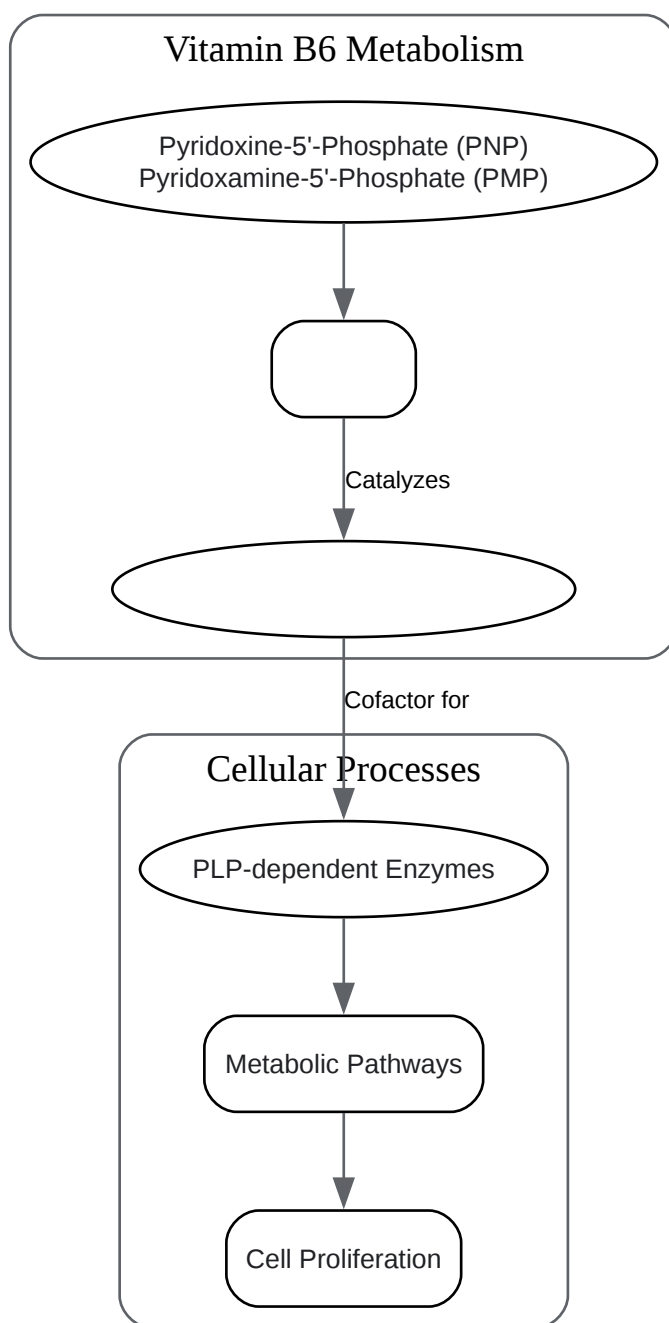 Vitamin B6 Metabolism
Pyridoxine-5'-Phosphate (PNP)
Pyridoxamine-5'-Phosphate (PMP)
Catalyzes
Cofactor for
Cellular Processes
PLP-dependent Enzymes
Metabolic Pathways
Cell Proliferation